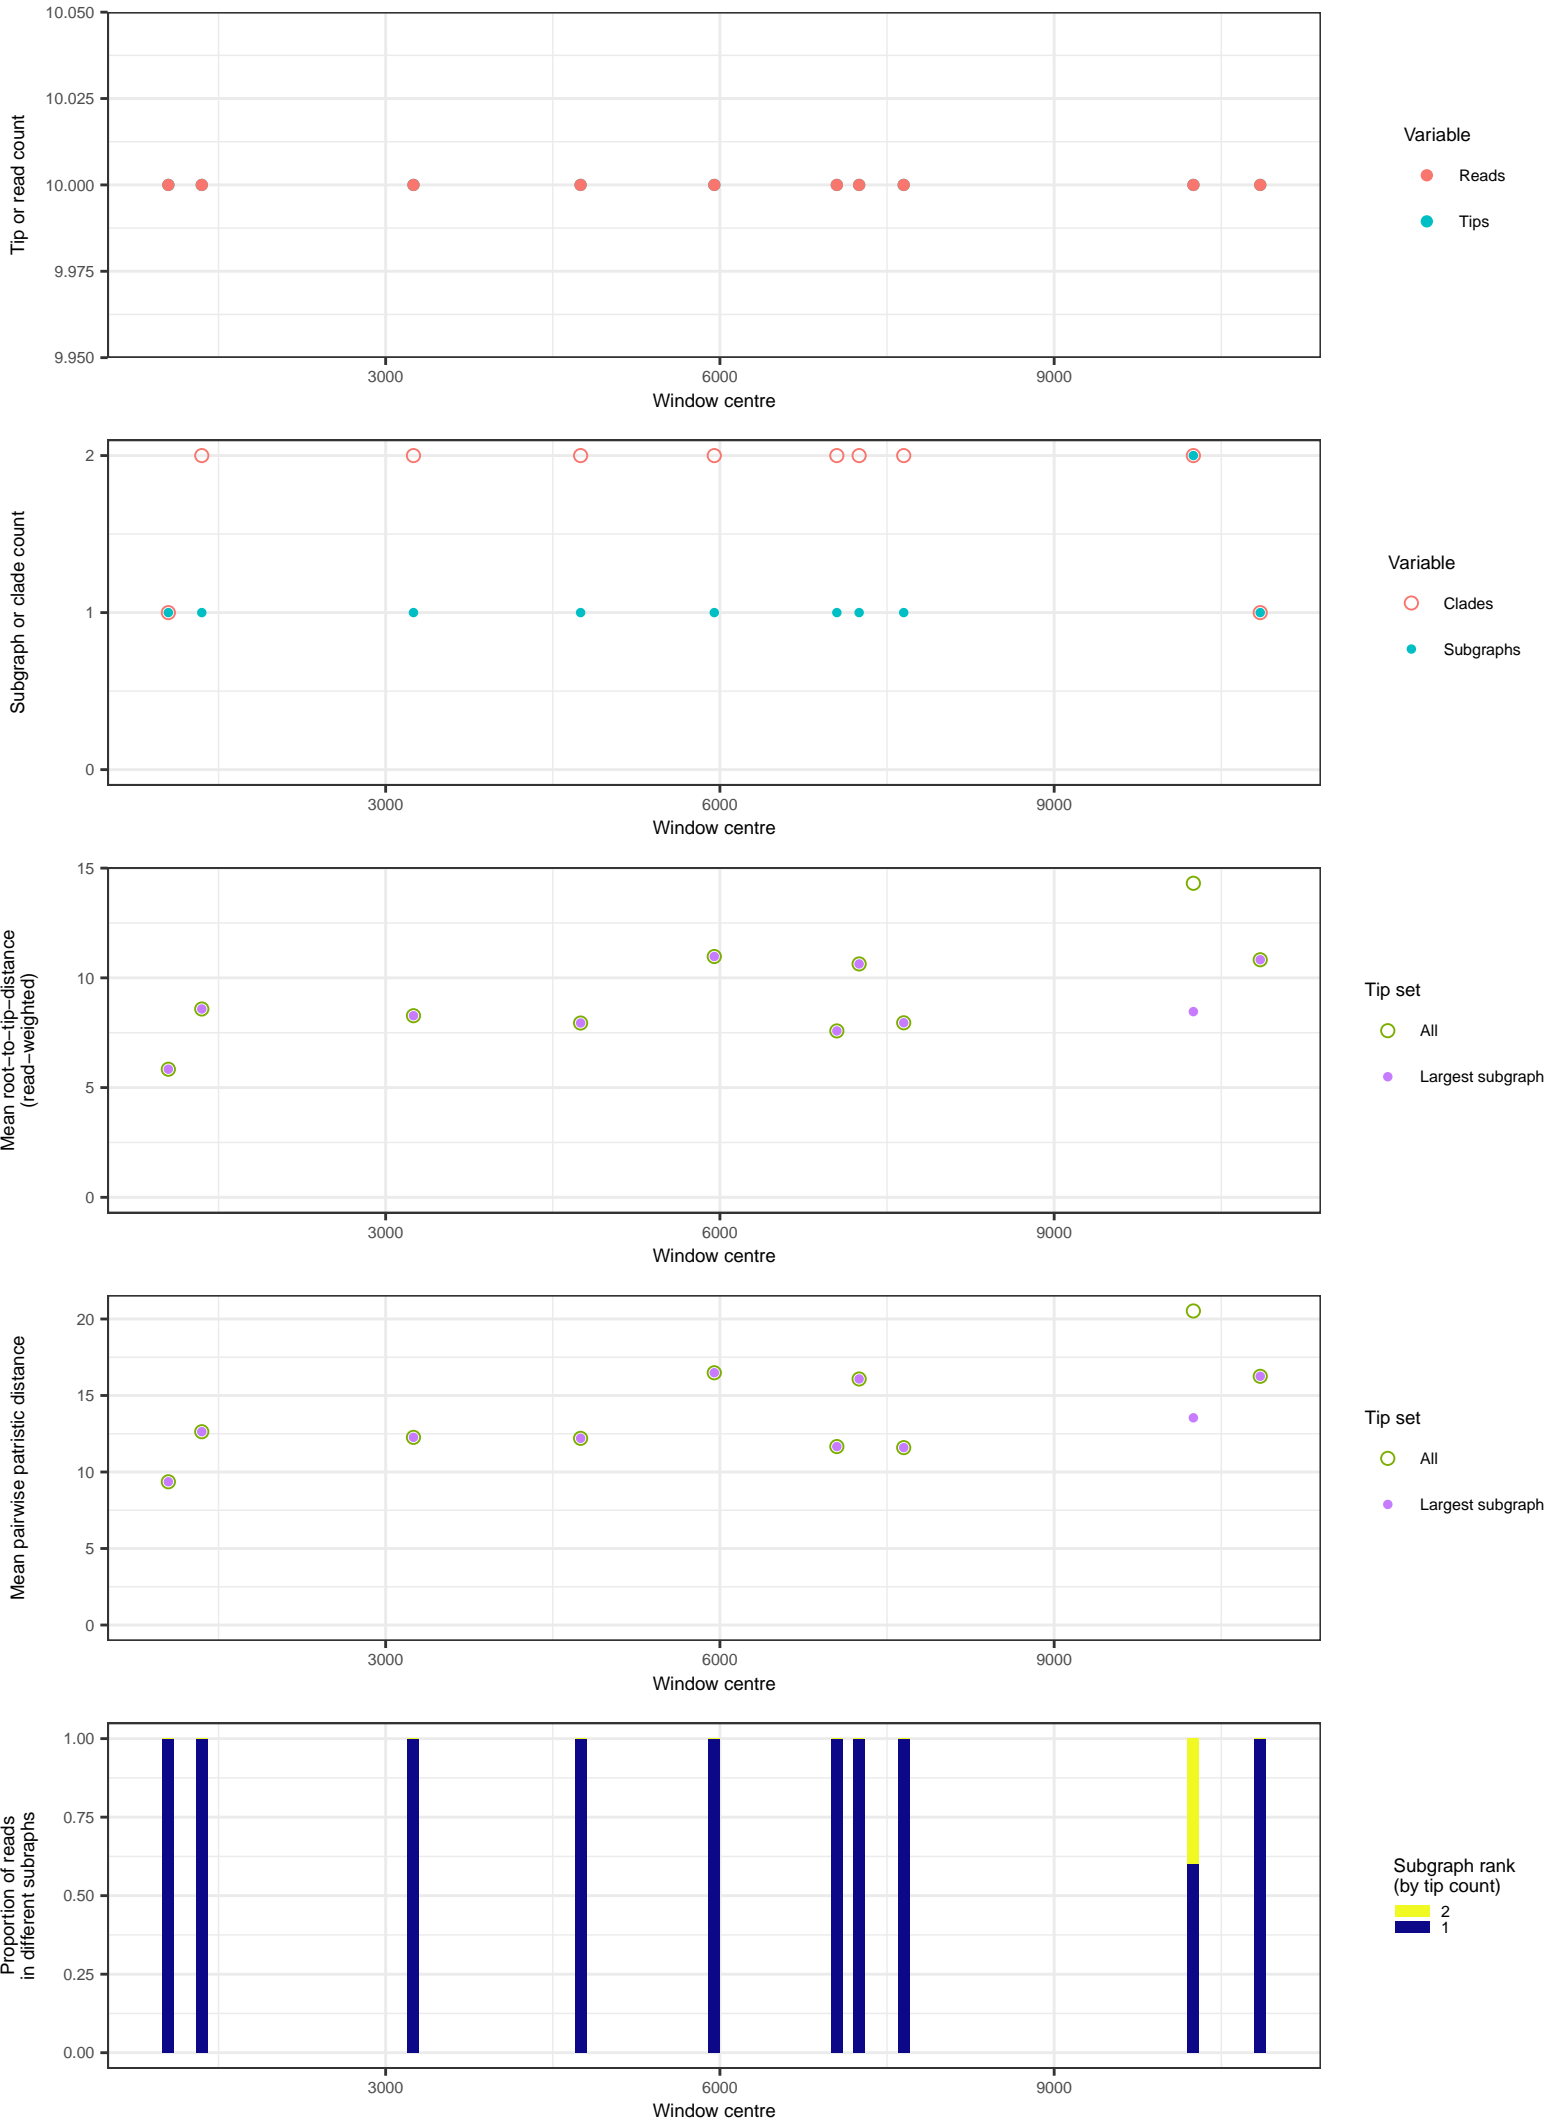 10.050
10.025
10.000
9.975
9.950
Tip or read count
3000
6000
9000
Window centre
Variable
Reads
Tips
2
1
0
Subgraph or clade count
3000
6000
9000
Window centre
Variable
Clades
Subgraphs
15
10
5
0
Mean root−to−tip−distance
(read−weighted)
3000
6000
9000
Window centre
Tip set
All
Largest subgraph
20
15
10
5
0
Mean pairwise patristic distance
3000
6000
9000
Window centre
Tip set
All
Largest subgraph
1.00
0.75
0.50
0.25
0.00
Proportion of reads
in different subraphs
3000
6000
9000
Window centre
Subgraph rank
(by tip count)
2
1